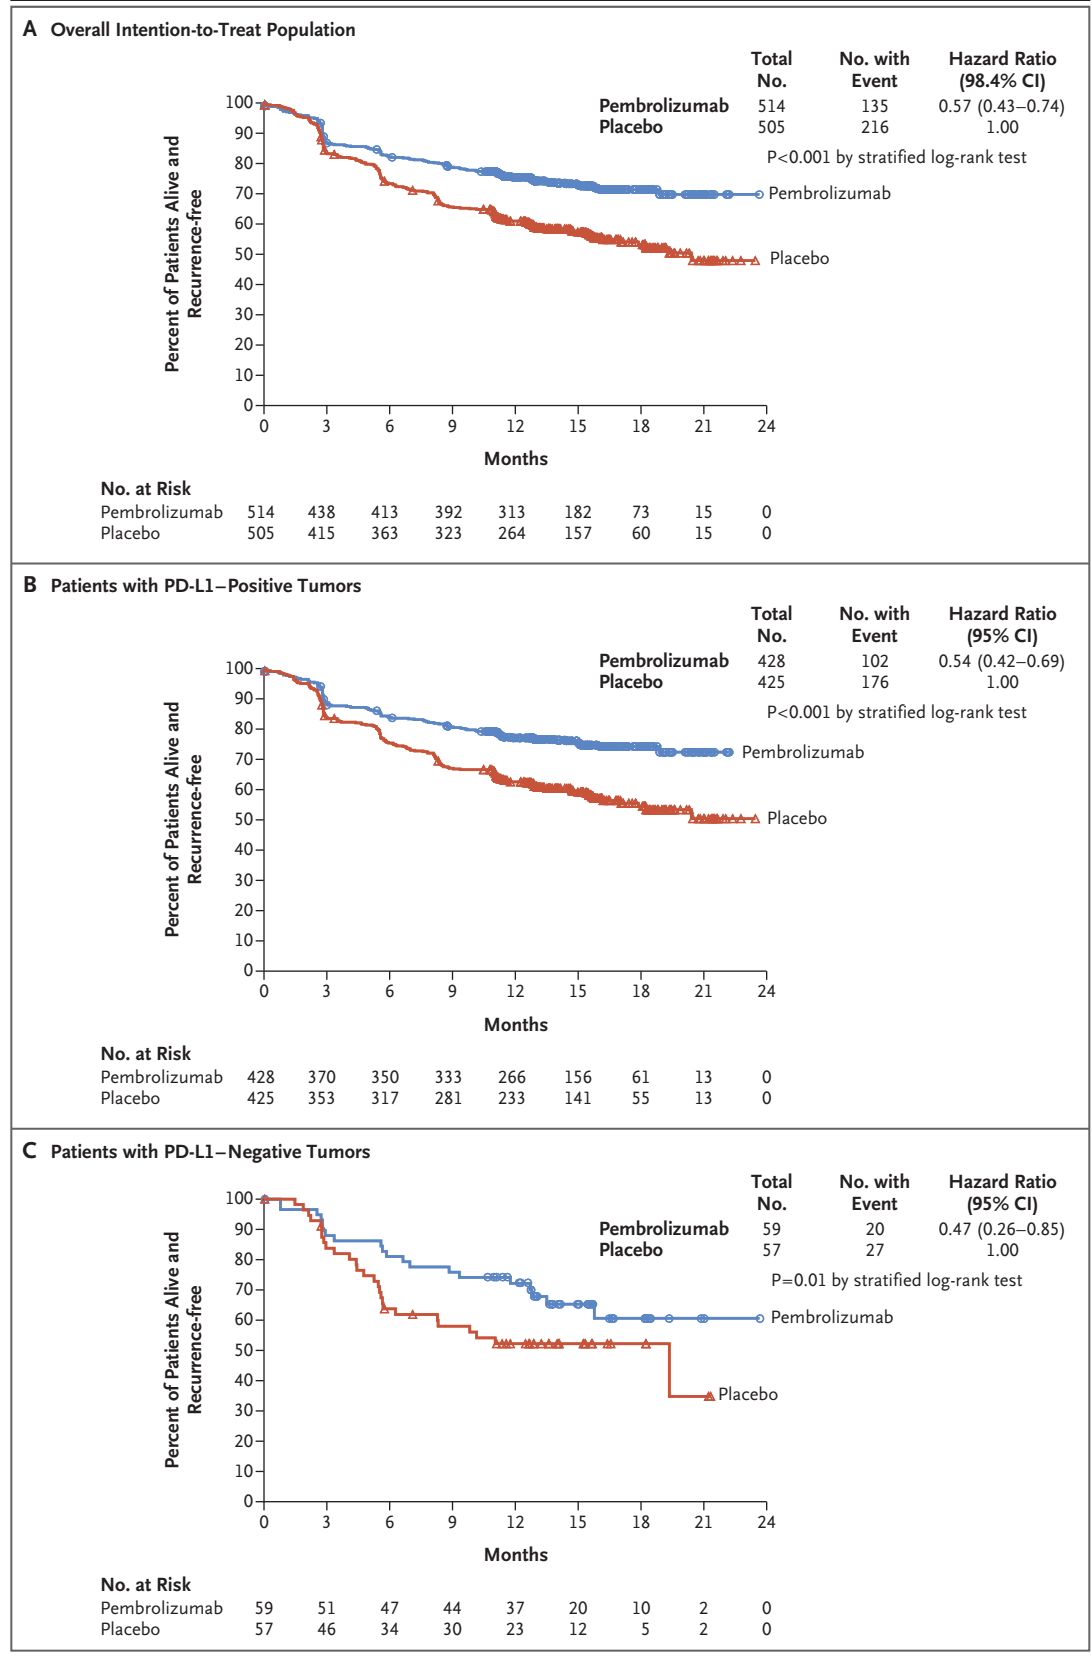 A Overall Intention-to-Treat Population
Total No. No. with Event Hazard Ratio (98.4% CI)
Pembrolizumab 514 135 0.57 (0.43–0.74)
Placebo 505 216 1.00
P<0.001 by stratified log-rank test
Percent of Patients Alive and Recurrence-free
100
90
80
70
60
50
40
30
20
10
0
Pembrolizumab
Placebo
0 3 6 9 12 15 18 21 24
Months
No. at Risk
Pembrolizumab 514 438 413 392 313 182 73 15 0
Placebo 505 415 363 323 264 157 60 15 0
B Patients with PD-L1–Positive Tumors
Total No. No. with Event Hazard Ratio (95% CI)
Pembrolizumab 428 102 0.54 (0.42–0.69)
Placebo 425 176 1.00
P<0.001 by stratified log-rank test
Percent of Patients Alive and Recurrence-free
100
90
80
70
60
50
40
30
20
10
0
Pembrolizumab
Placebo
0 3 6 9 12 15 18 21 24
Months
No. at Risk
Pembrolizumab 428 370 350 333 266 156 61 13 0
Placebo 425 353 317 281 233 141 55 13 0
C Patients with PD-L1–Negative Tumors
Total No. No. with Event Hazard Ratio (95% CI)
Pembrolizumab 59 20 0.47 (0.26–0.85)
Placebo 57 27 1.00
P=0.01 by stratified log-rank test
Percent of Patients Alive and Recurrence-free
100
90
80
70
60
50
40
30
20
10
0
Pembrolizumab
Placebo
0 3 6 9 12 15 18 21 24
Months
No. at Risk
Pembrolizumab 59 51 47 44 37 20 10 2 0
Placebo 57 46 34 30 23 12 5 2 0